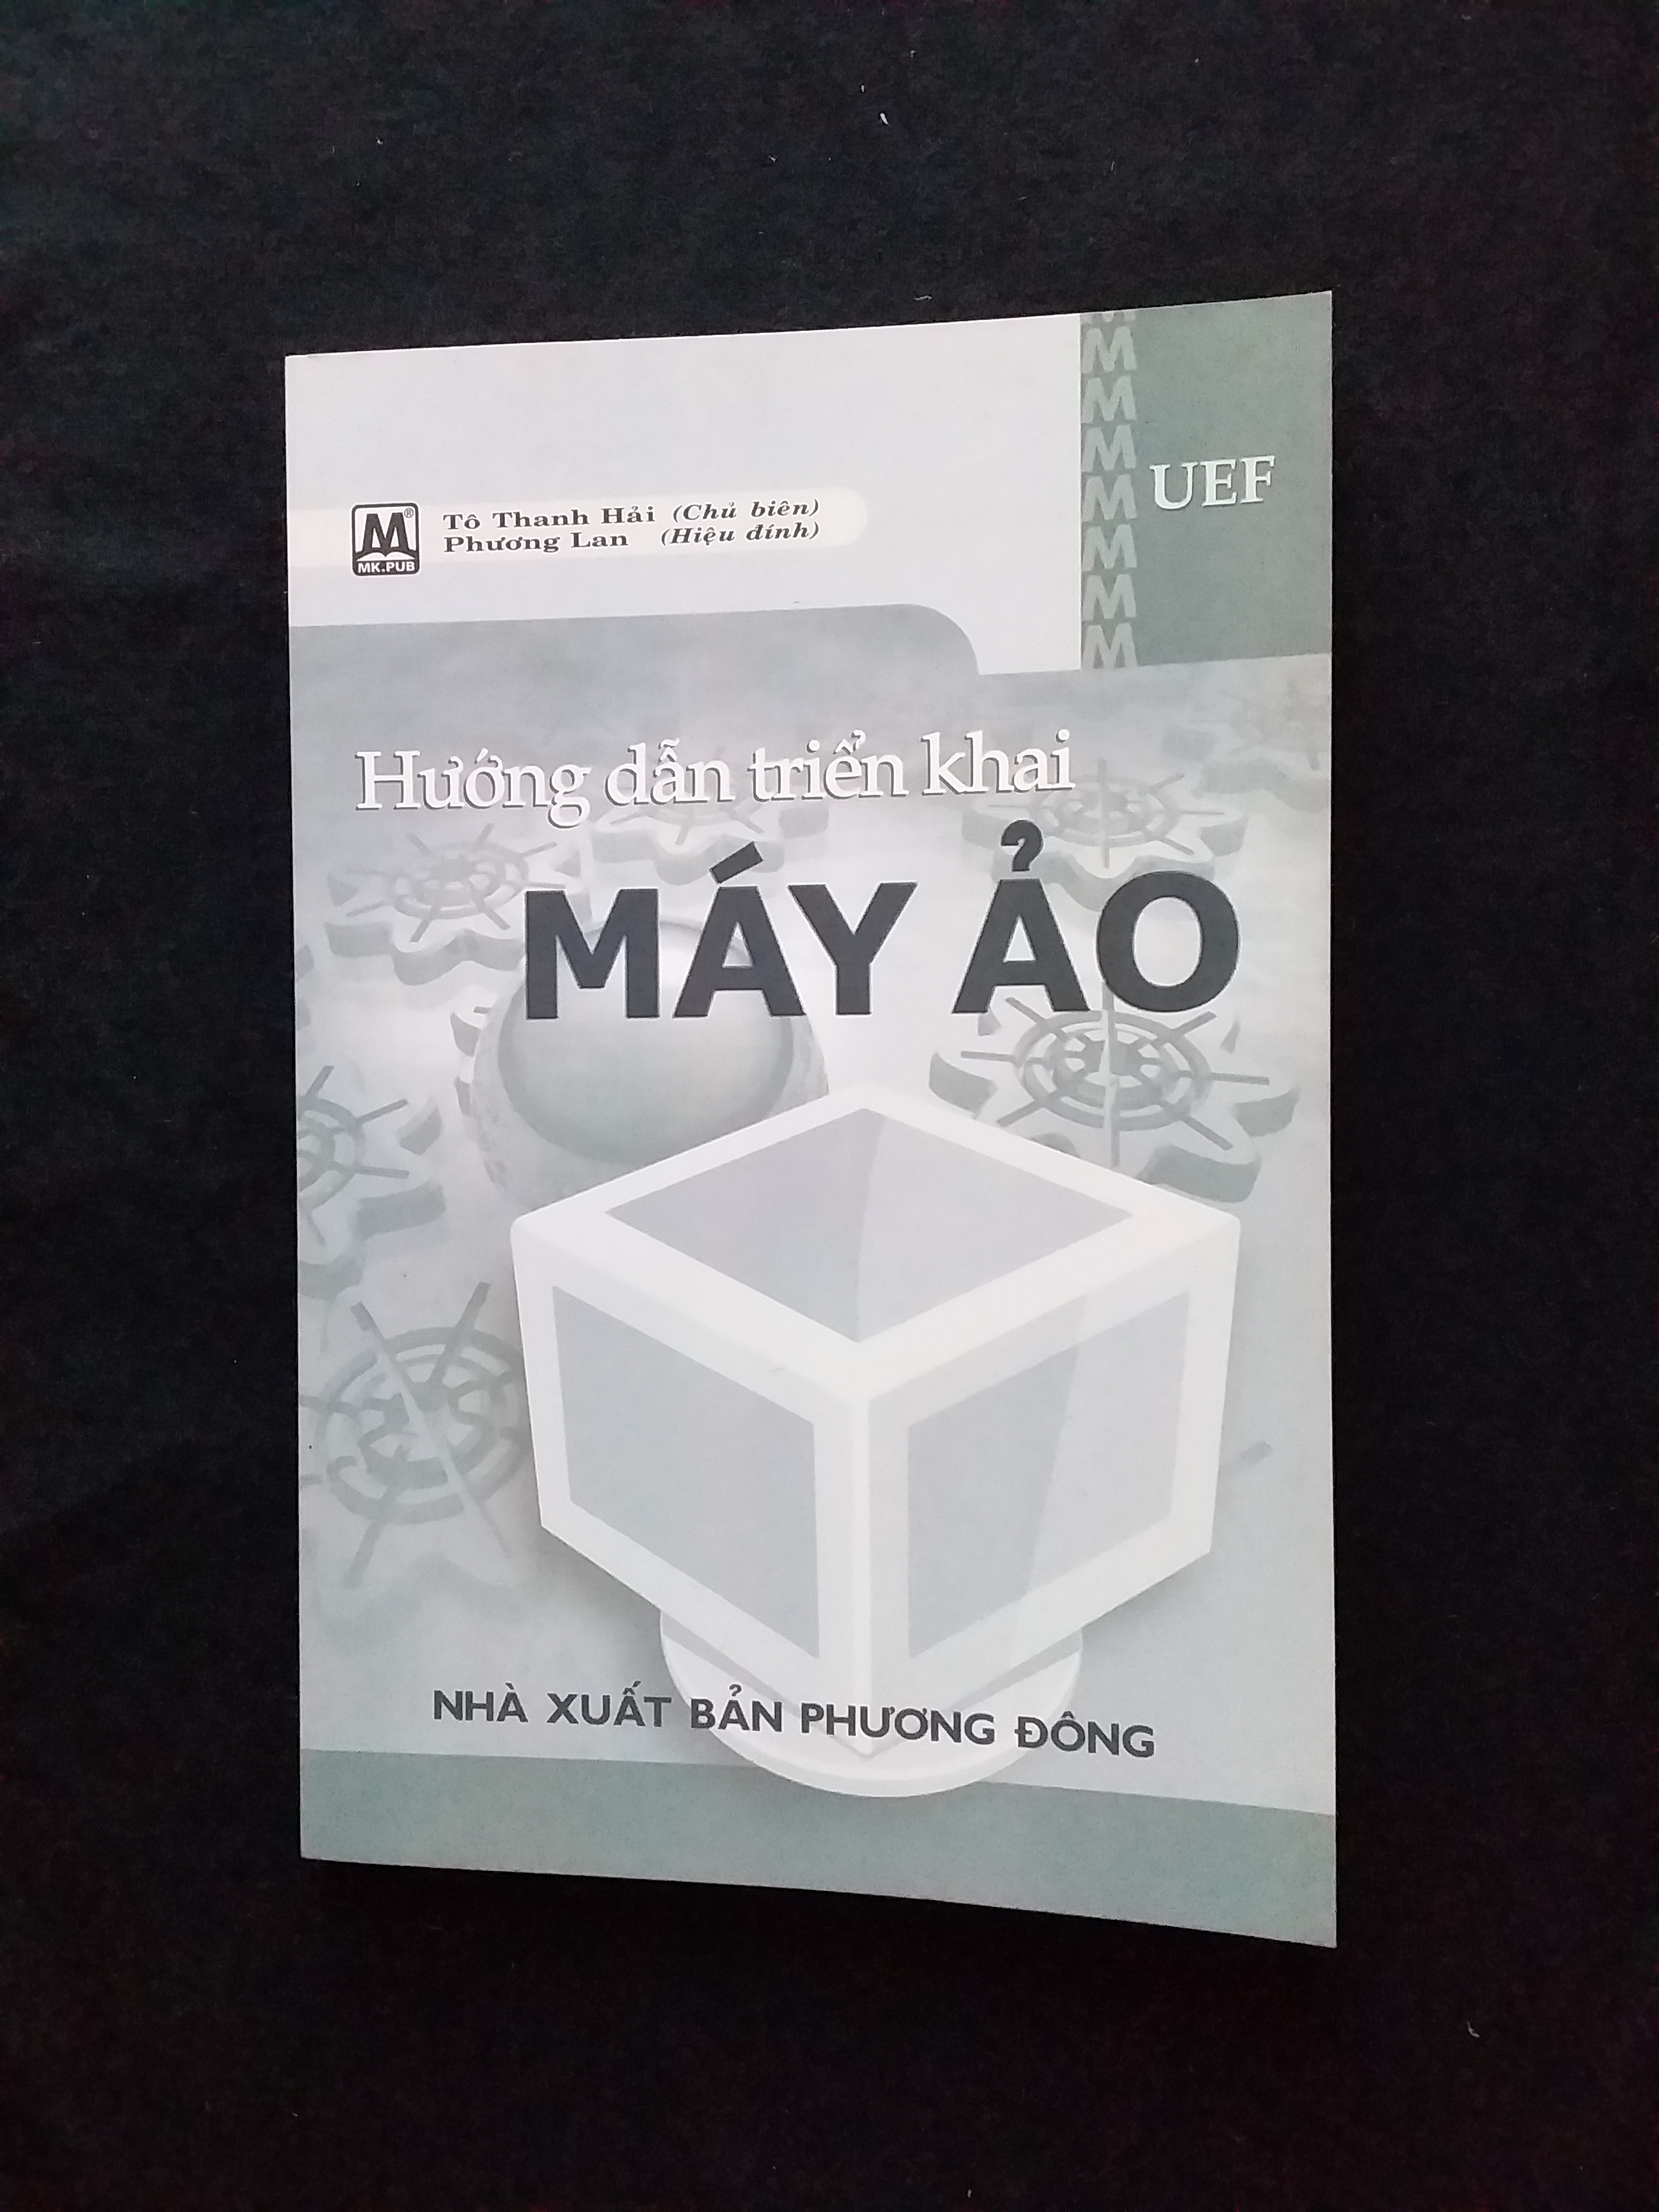 UEF
M
M
M
M
M
M
M
M®
MK.PUB
Tô Thanh Hải (Chủ biên)
Phương Lan (Hiệu đính)
Hướng dẫn triển khai
MÁY ẢO
NHÀ XUẤT BẢN PHƯƠNG ĐÔNG